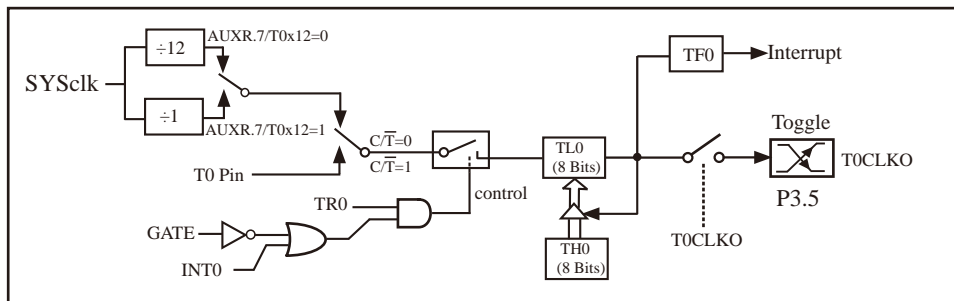 AUXR.7/T0x12=0
÷12
SYSclk
÷1
AUXR.7/T0x12=1
T0 Pin
C/T̅=0
C/T̅=1
TR0
GATE
INT0
control
TL0
(8 Bits)
TH0
(8 Bits)
TF0
Interrupt
Toggle
T0CLKO
P3.5
T0CLKO